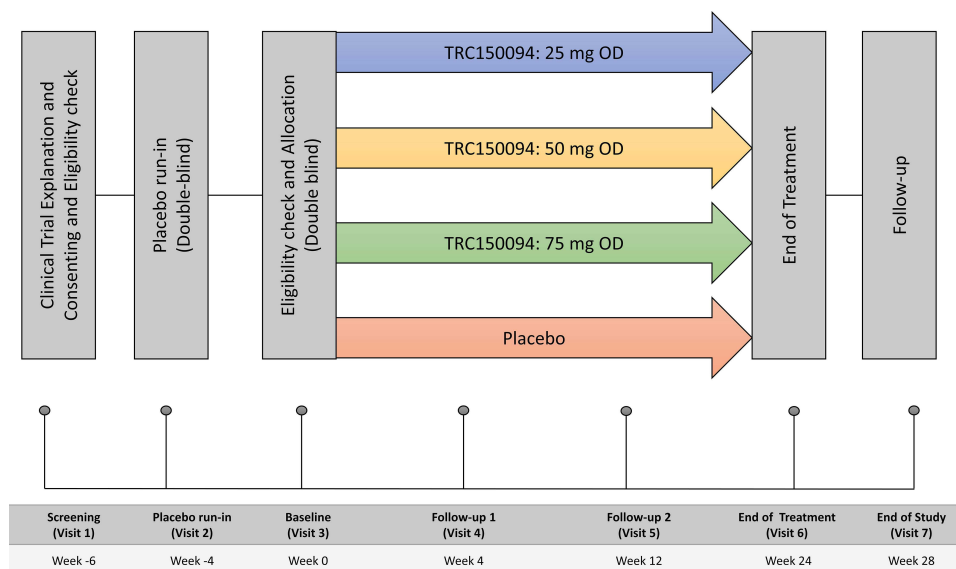 Clinical Trial Explanation and
Consenting and Eligibility check
Placebo run-in
(Double-blind)
Eligibility check and Allocation
(Double blind)
TRC150094: 25 mg OD
TRC150094: 50 mg OD
TRC150094: 75 mg OD
Placebo
End of Treatment
Follow-up
Screening
(Visit 1)
Placebo run-in
(Visit 2)
Baseline
(Visit 3)
Follow-up 1
(Visit 4)
Follow-up 2
(Visit 5)
End of Treatment
(Visit 6)
End of Study
(Visit 7)
Week -6
Week -4
Week 0
Week 4
Week 12
Week 24
Week 28